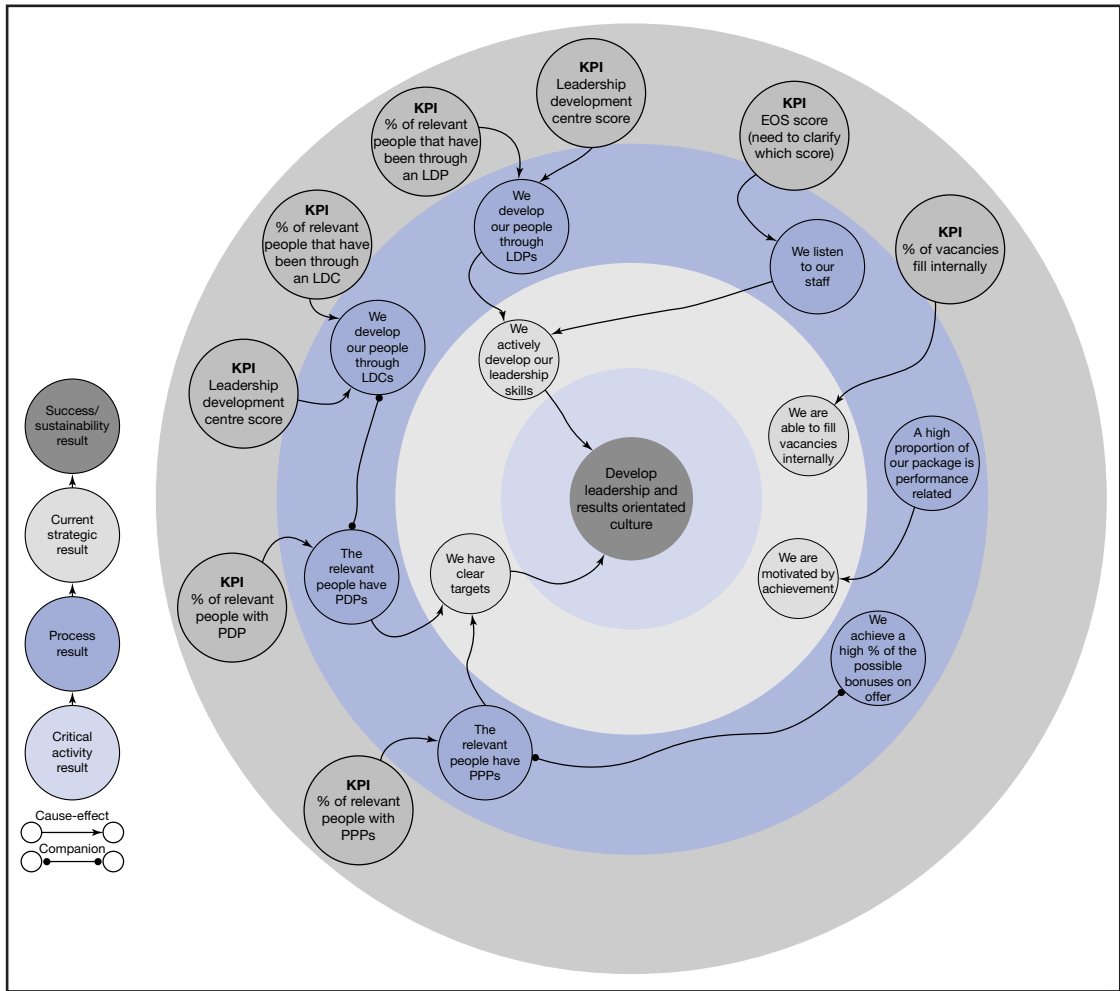 KPI
Leadership
development
centre score
KPI
% of relevant
people that have
been through
an LDP
KPI
EOS score
(need to clarify
which score)
KPI
% of relevant
people that have
been through
an LDC
KPI
% of vacancies
fill internally
We
develop
our people
through
LDPs
We listen
to our
staff
We
develop
our people
through
LDCs
We
actively
develop our
leadership
skills
KPI
Leadership
development
centre score
We are
able to fill
vacancies
internally
A high
proportion of
our package is
performance
related
Develop
leadership and
results orientated
culture
The
relevant
people have
PDPs
We have
clear
targets
We are
motivated by
achievement
KPI
% of relevant
people with
PDP
We
achieve a
high % of the
possible
bonuses on
offer
The
relevant
people have
PPPs
KPI
% of relevant
people with
PPPs
Success/
sustainability
result
Current
strategic
result
Process
result
Critical
activity
result
Cause-effect
Companion